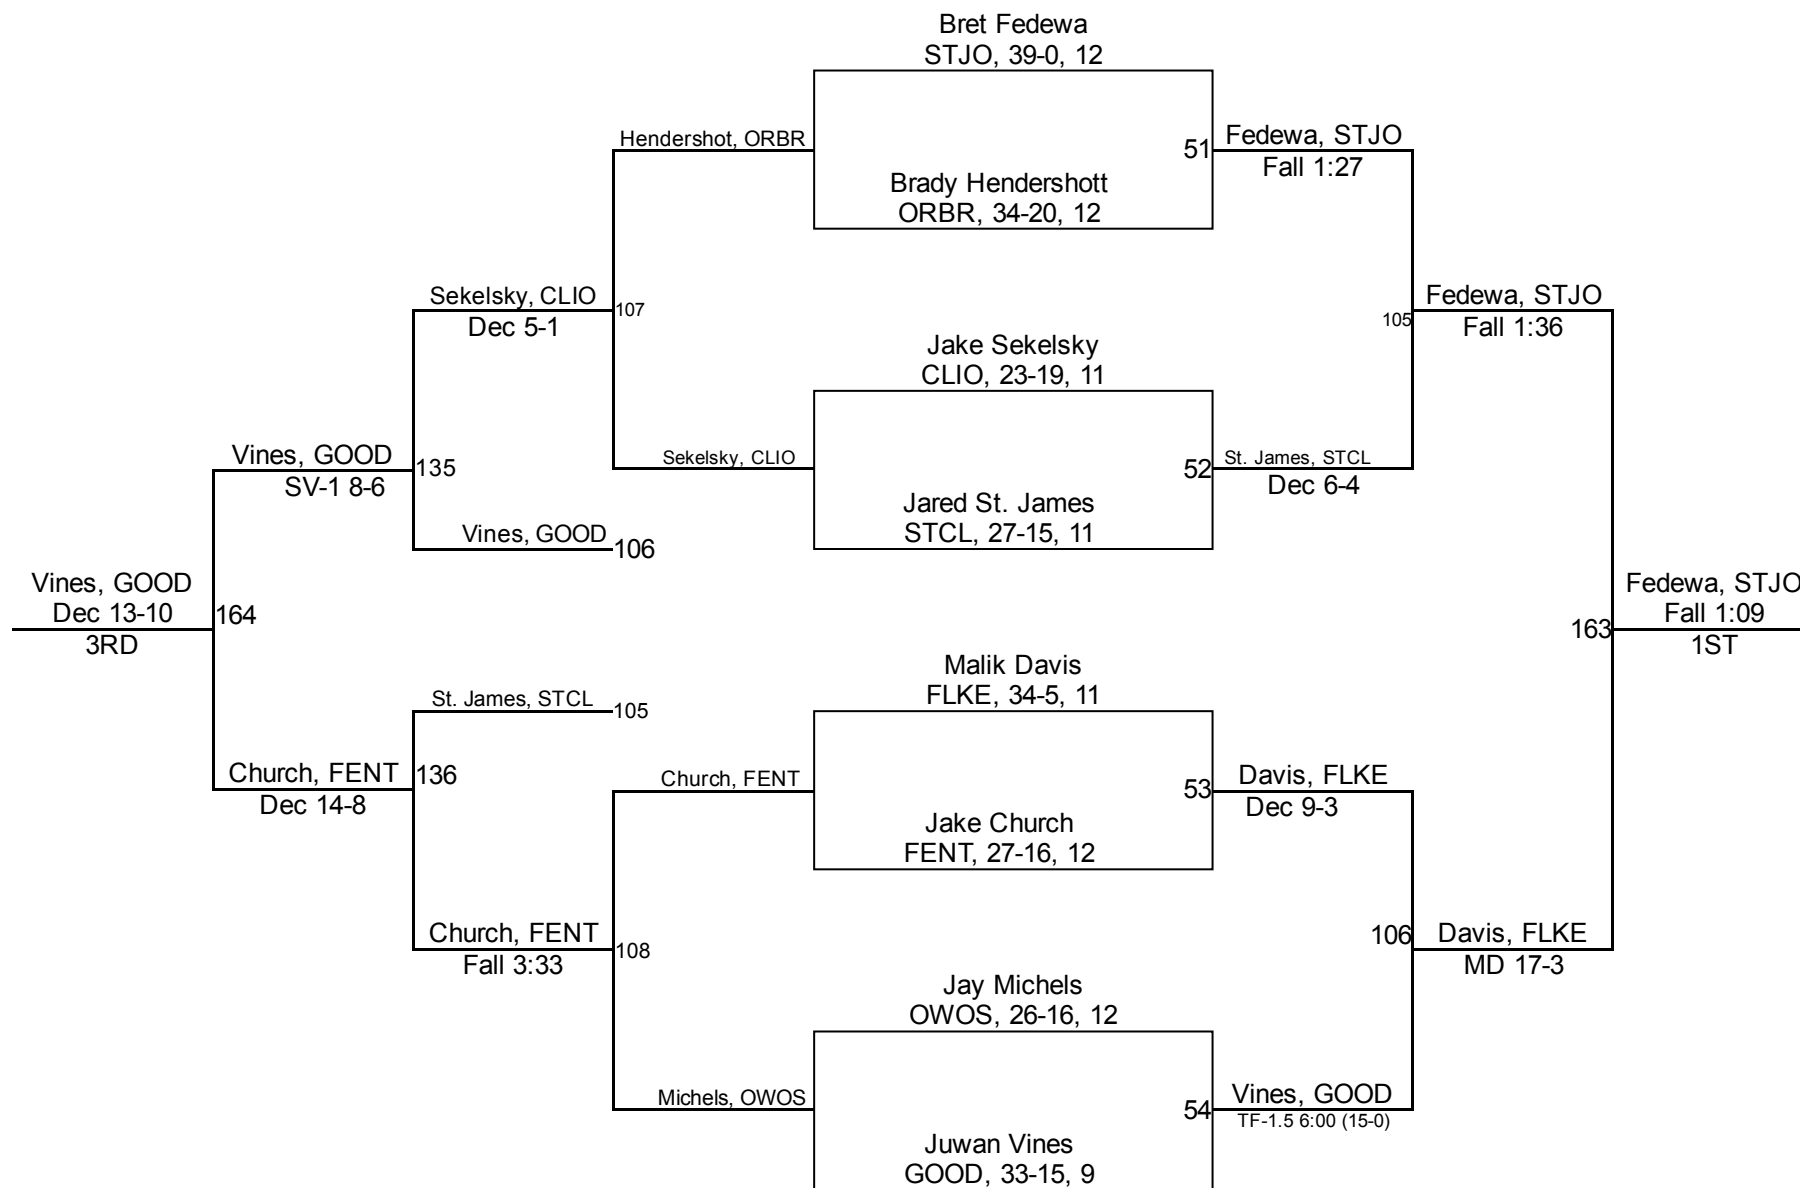 Bret Fedewa
STJO, 39-0, 12
Hendershot, ORBR
51
Fedewa, STJO
Fall 1:27
Brady Hendershott
ORBR, 34-20, 12
Sekelsky, CLIO
Dec 5-1
107
105
Fedewa, STJO
Fall 1:36
Jake Sekelsky
CLIO, 23-19, 11
Vines, GOOD
SV-1 8-6
135
Sekelsky, CLIO
52
St. James, STCL
Dec 6-4
Jared St. James
STCL, 27-15, 11
Vines, GOOD
106
Vines, GOOD
Dec 13-10
3RD
164
163
Fedewa, STJO
Fall 1:09
1ST
Malik Davis
FLKE, 34-5, 11
St. James, STCL
105
Church, FENT
Dec 14-8
136
Church, FENT
53
Davis, FLKE
Dec 9-3
Jake Church
FENT, 27-16, 12
Church, FENT
Fall 3:33
108
106
Davis, FLKE
MD 17-3
Jay Michels
OWOS, 26-16, 12
Michels, OWOS
54
Vines, GOOD
TF-1.5 6:00 (15-0)
Juwan Vines
GOOD, 33-15, 9